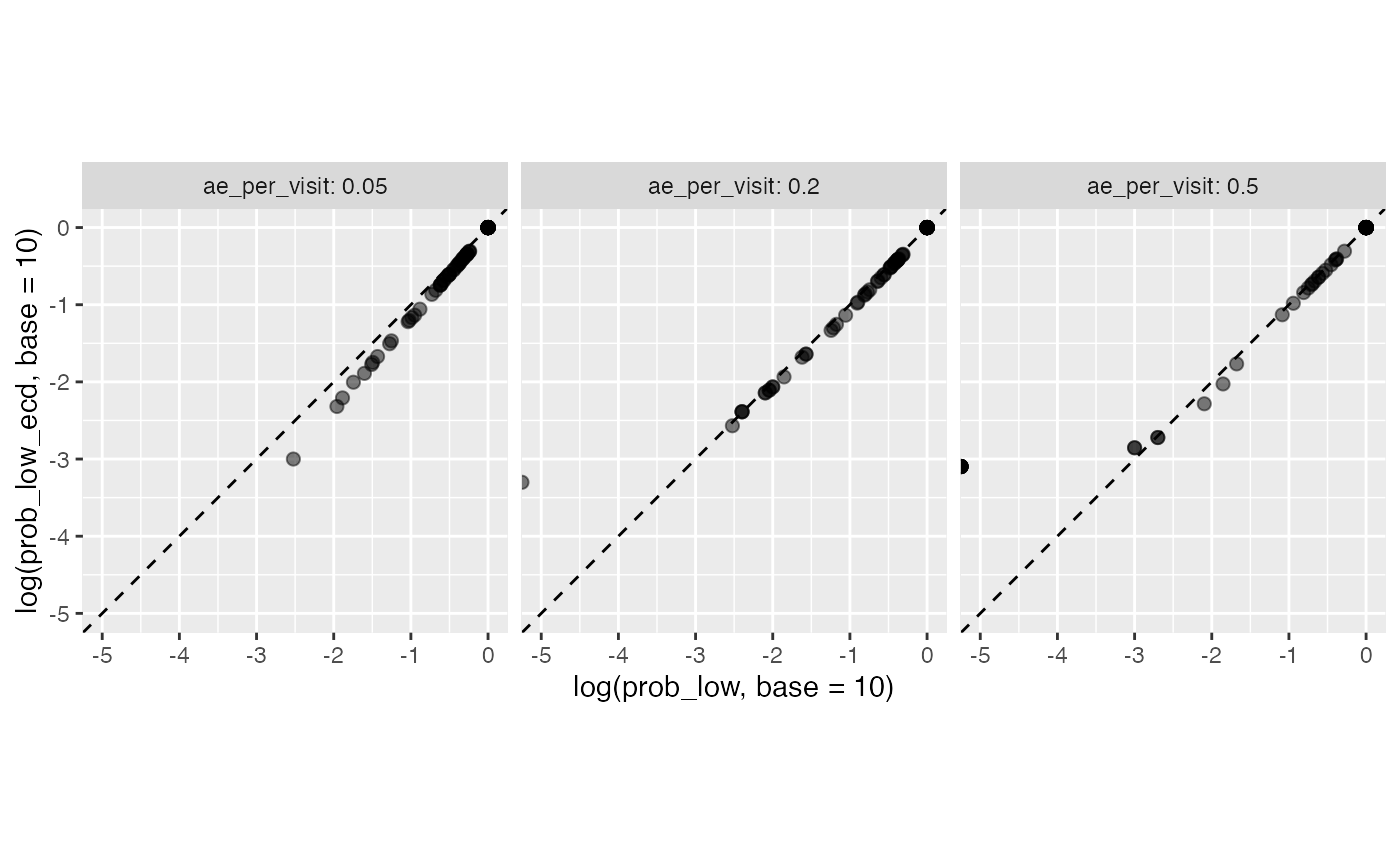 ae_per_visit: 0.05 ae_per_visit: 0.2 ae_per_visit: 0.5
log(prob_low_ecd, base = 10)
0
-1
-2
-3
-4
-5
-5 -4 -3 -2 -1 0 -5 -4 -3 -2 -1 0 -5 -4 -3 -2 -1 0
log(prob_low, base = 10)